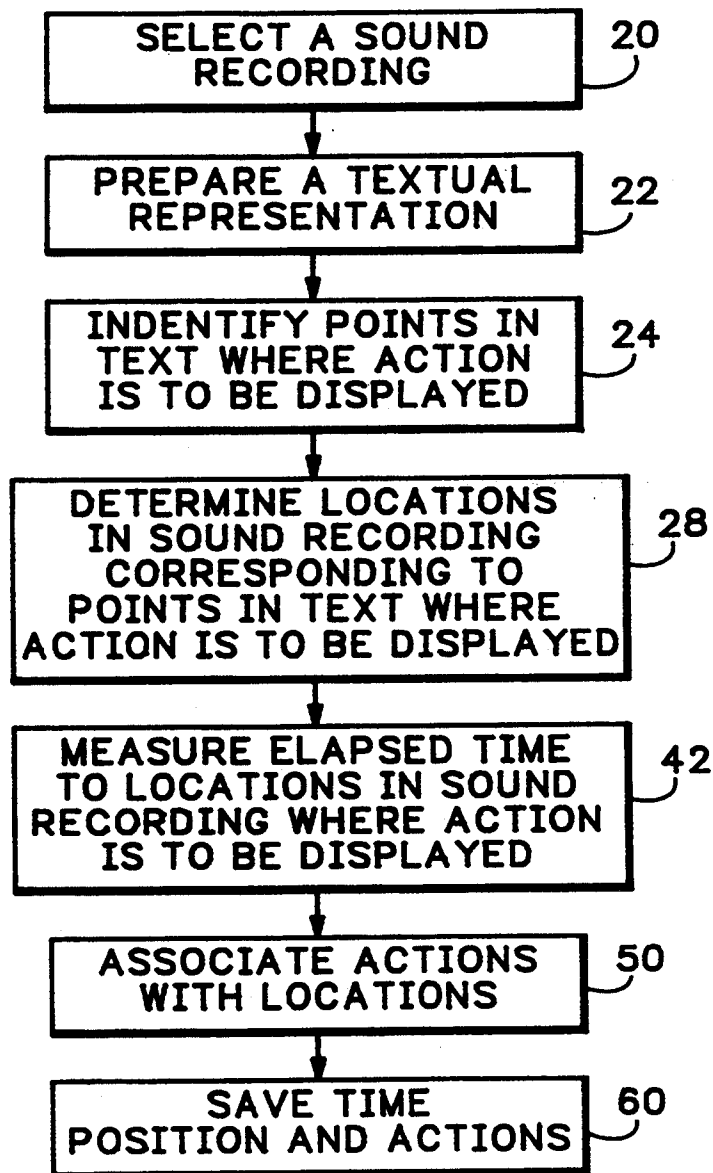 SELECT A SOUND
RECORDING
20
PREPARE A TEXTUAL
REPRESENTATION
22
INDENTIFY POINTS IN
TEXT WHERE ACTION
IS TO BE DISPLAYED
24
DETERMINE LOCATIONS
IN SOUND RECORDING
CORRESPONDING TO
POINTS IN TEXT WHERE
ACTION IS TO BE DISPLAYED
28
MEASURE ELAPSED TIME
TO LOCATIONS IN SOUND
RECORDING WHERE ACTION
IS TO BE DISPLAYED
42
ASSOCIATE ACTIONS
WITH LOCATIONS
50
SAVE TIME
POSITION AND ACTIONS
60